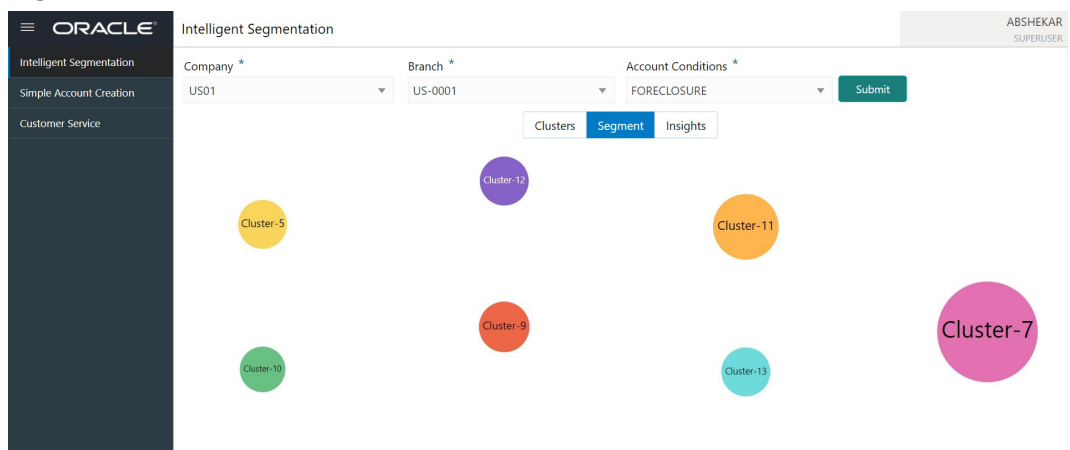 ORACLE
Intelligent Segmentation
ABSHEKAR
SUPERUSER
Intelligent Segmentation
Simple Account Creation
Customer Service
Company *
Branch *
Account Conditions *
US01
US-0001
FORECLOSURE
Submit
Clusters
Segment
Insights
Cluster-12
Cluster-5
Cluster-11
Cluster-9
Cluster-7
Cluster-10
Cluster-13